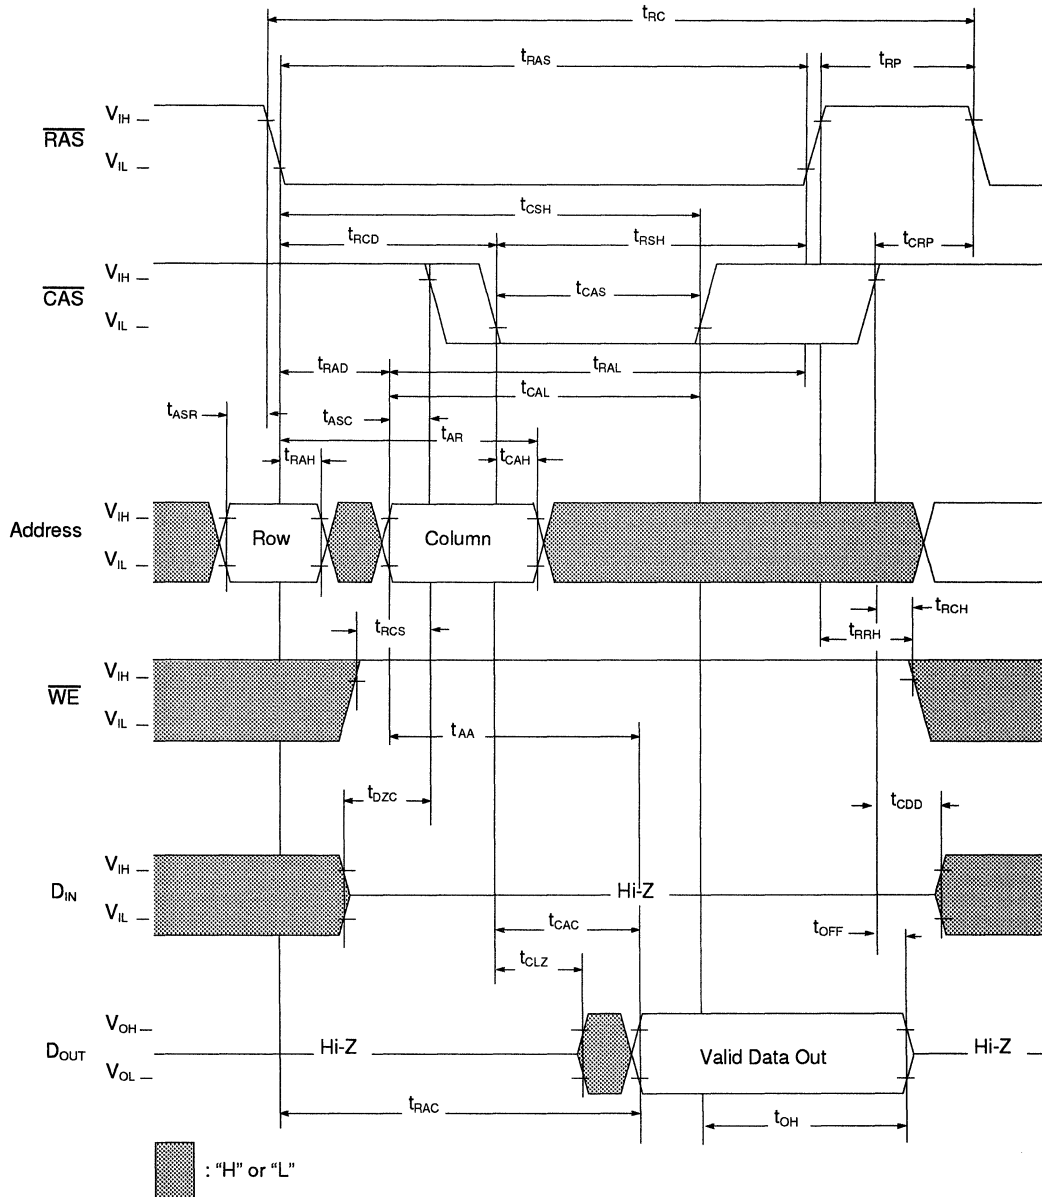 tRC
tRAS
tRP
RAS
VIH
VIL
tCSH
tRCD
tRSH
tCRP
CAS
VIH
VIL
tCAS
tRAD
tRAL
tCAL
tASR
tASC
tAR
tRAH
tCAH
Address
VIH
VIL
Row
Column
tRCH
tRCS
tRRH
WE
VIH
VIL
tAA
tDZC
tCDD
DIN
VIH
VIL
Hi-Z
tCAC
tOFF
tCLZ
DOUT
VOH
VOL
Hi-Z
Valid Data Out
Hi-Z
tRAC
tOH
: "H" or "L"